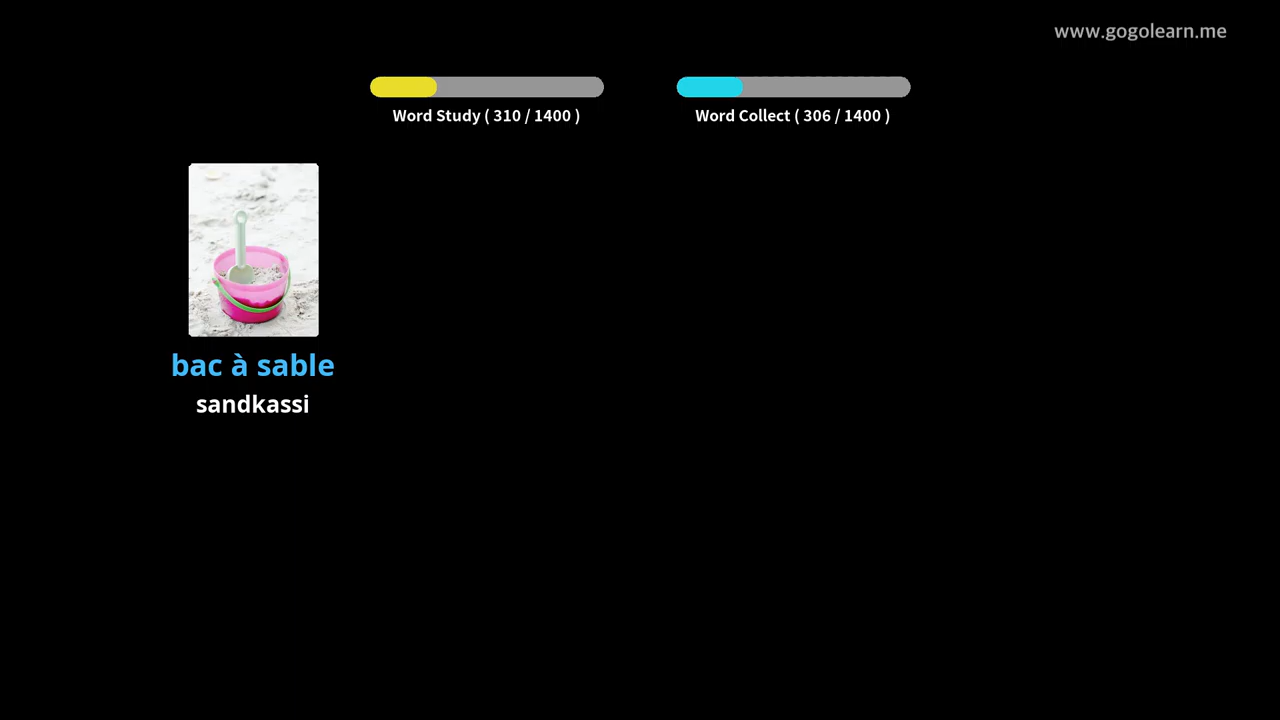 www.gogolearn.me
Word Study ( 310 / 1400 )
Word Collect ( 306 / 1400 )
bac à sable
sandkassi